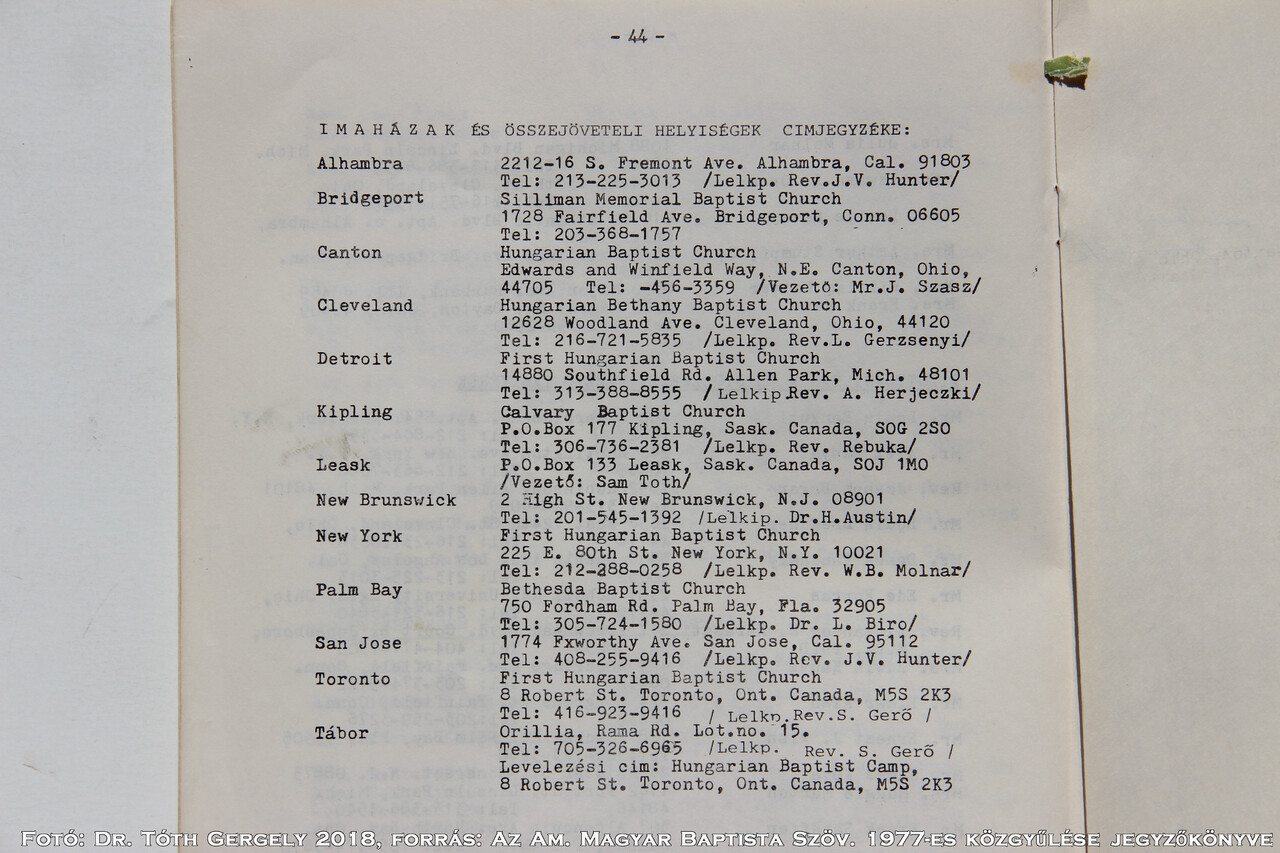 - 44 -
I M A H Á Z A K ÉS ÖSSZEJÖVETELI HELYISÉGEK CIMJEGYZÉKE:
Alhambra 2212-16 S. Fremont Ave. Alhambra, Cal. 91803
Tel: 213-225-3013 /Lelkp. Rev.J.V. Hunter/
Bridgeport Silliman Memorial Baptist Church
1728 Fairfield Ave. Bridgeport, Conn. 06605
Tel: 203-368-1757
Canton Hungarian Baptist Church
Edwards and Winfield Way, N.E. Canton, Ohio,
44705 Tel: -456-3359 /Vezető: Mr.J. Szasz/
Cleveland Hungarian Bethany Baptist Church
12628 Woodland Ave. Cleveland, Ohio, 44120
Tel: 216-721-5835 /Lelkp. Rev.L. Gerzsenyi/
Detroit First Hungarian Baptist Church
14880 Southfield Rd. Allen Park, Mich. 48101
Tel: 313-388-8555 /Lelkip.Rev. A. Herjeczki/
Kipling Calvary Baptist Church
P.O.Box 177 Kipling, Sask. Canada, SOG 2SO
Tel: 306-736-2381 /Lelkp. Rev. Rebuka/
Leask P.O.Box 133 Leask, Sask. Canada, SOJ 1MO
/Vezető: Sam Toth/
New Brunswick 2 High St. New Brunswick, N.J. 08901
Tel: 201-545-1392 /Lelkip. Dr.H.Austin/
New York First Hungarian Baptist Church
225 E. 80th St. New York, N.Y. 10021
Tel: 212-288-0258 /Lelkp. Rev. W.B. Molnar/
Palm Bay Bethesda Baptist Church
750 Fordham Rd. Palm Bay, Fla. 32905
Tel: 305-724-1580 /Lelkp. Dr. L. Biro/
San Jose 1774 Fxworthy Ave. San Jose, Cal. 95112
Tel: 408-255-9416 /Lelkp. Rev. J.V. Hunter/
Toronto First Hungarian Baptist Church
8 Robert St. Toronto, Ont. Canada, M5S 2K3
Tel: 416-923-9416 / Lelkp.Rev.S. Gerő /
Tábor Orillia, Rama Rd. Lot.no. 15.
Tel: 705-326-6965 /Lelkp. Rev. S. Gerő /
Levelezési cim: Hungarian Baptist Camp,
8 Robert St. Toronto, Ont. Canada, M5S 2K3
Fotó: Dr. Tóth Gergely 2018, forrás: Az Am. Magyar Baptista Szöv. 1977-es közgyűlése jegyzőkönyve